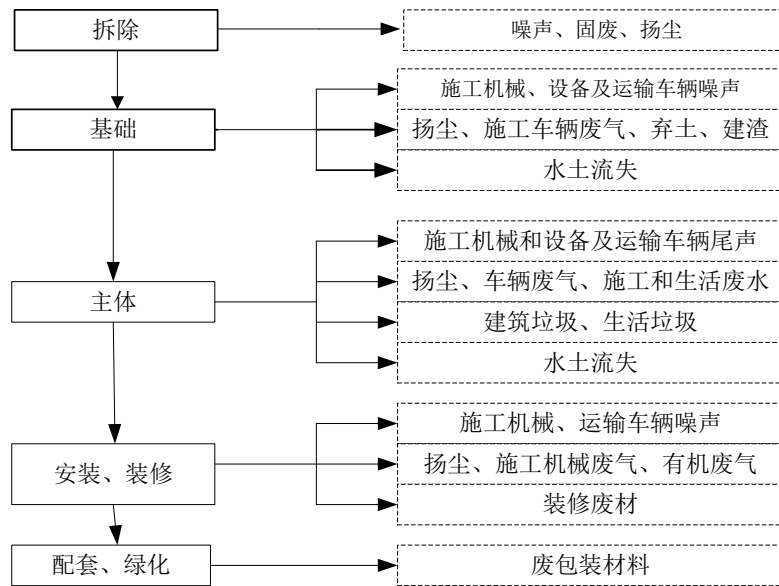 拆除
噪声、固废、扬尘
施工机械、设备及运输车辆噪声
基础
扬尘、施工车辆废气、弃土、建渣
水土流失
施工机械和设备及运输车辆尾声
扬尘、车辆废气、施工和生活废水
主体
建筑垃圾、生活垃圾
水土流失
施工机械、运输车辆噪声
安装、装修
扬尘、施工机械废气、有机废气
装修废材
配套、绿化
废包装材料